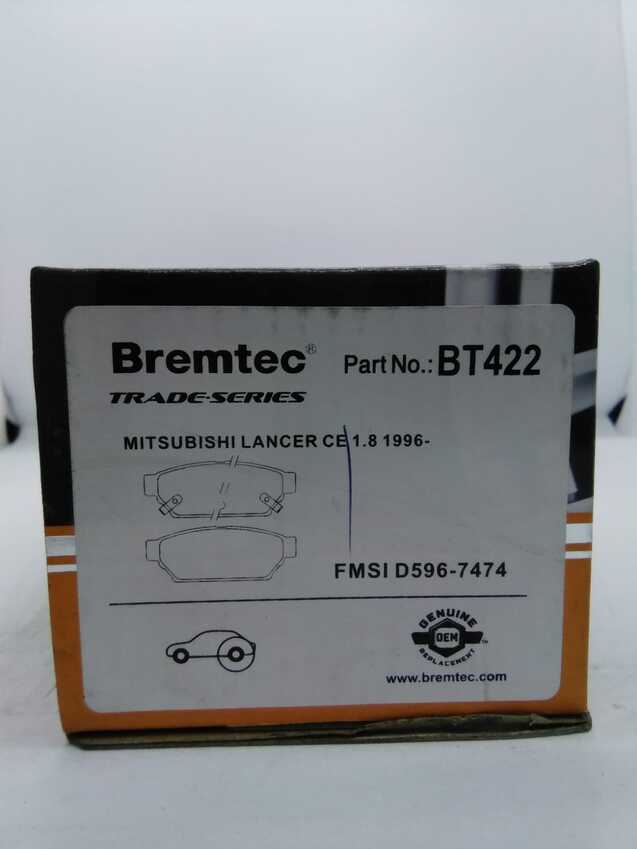 Bremtec® Part No.: BT422
TRADE-SERIES
MITSUBISHI LANCER CE 1.8 1996-
FMSI D596-7474
GENUINE
OEM
REPLACEMENT
™
www.bremtec.com